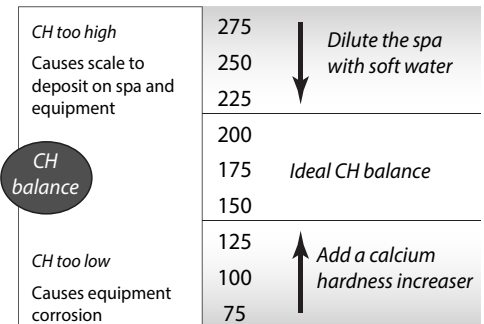 CH too high
Causes scale to
deposit on spa and
equipment
CH
balance
CH too low
Causes equipment
corrosion
275
250
225
200
175
150
125
100
75
Dilute the spa
with soft water
Ideal CH balance
Add a calcium
hardness increaser